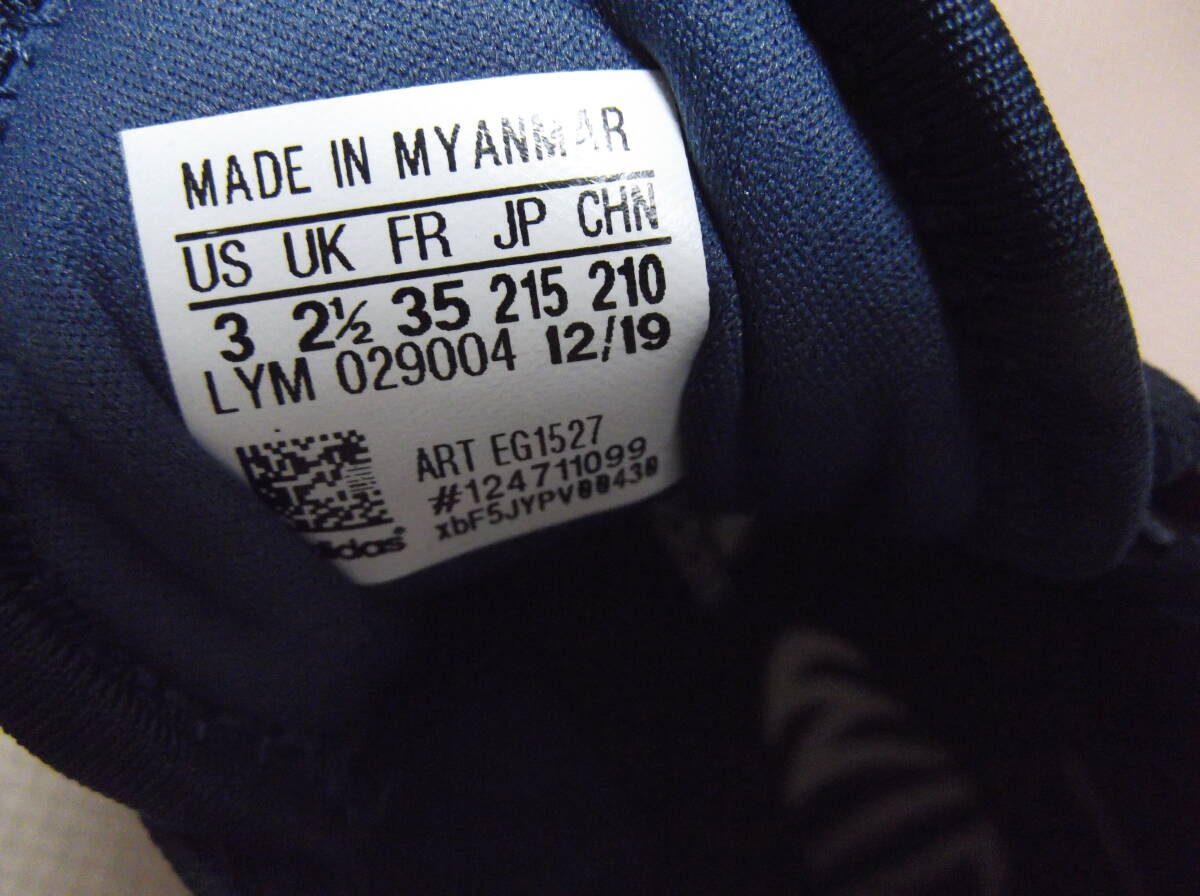 MADE IN MYANMAR
US UK FR JP CHN
3 2½ 35 215 210
LYM 029004 12/19
ART EG1527
#124711099
xbF5JYPV00430
adidas®